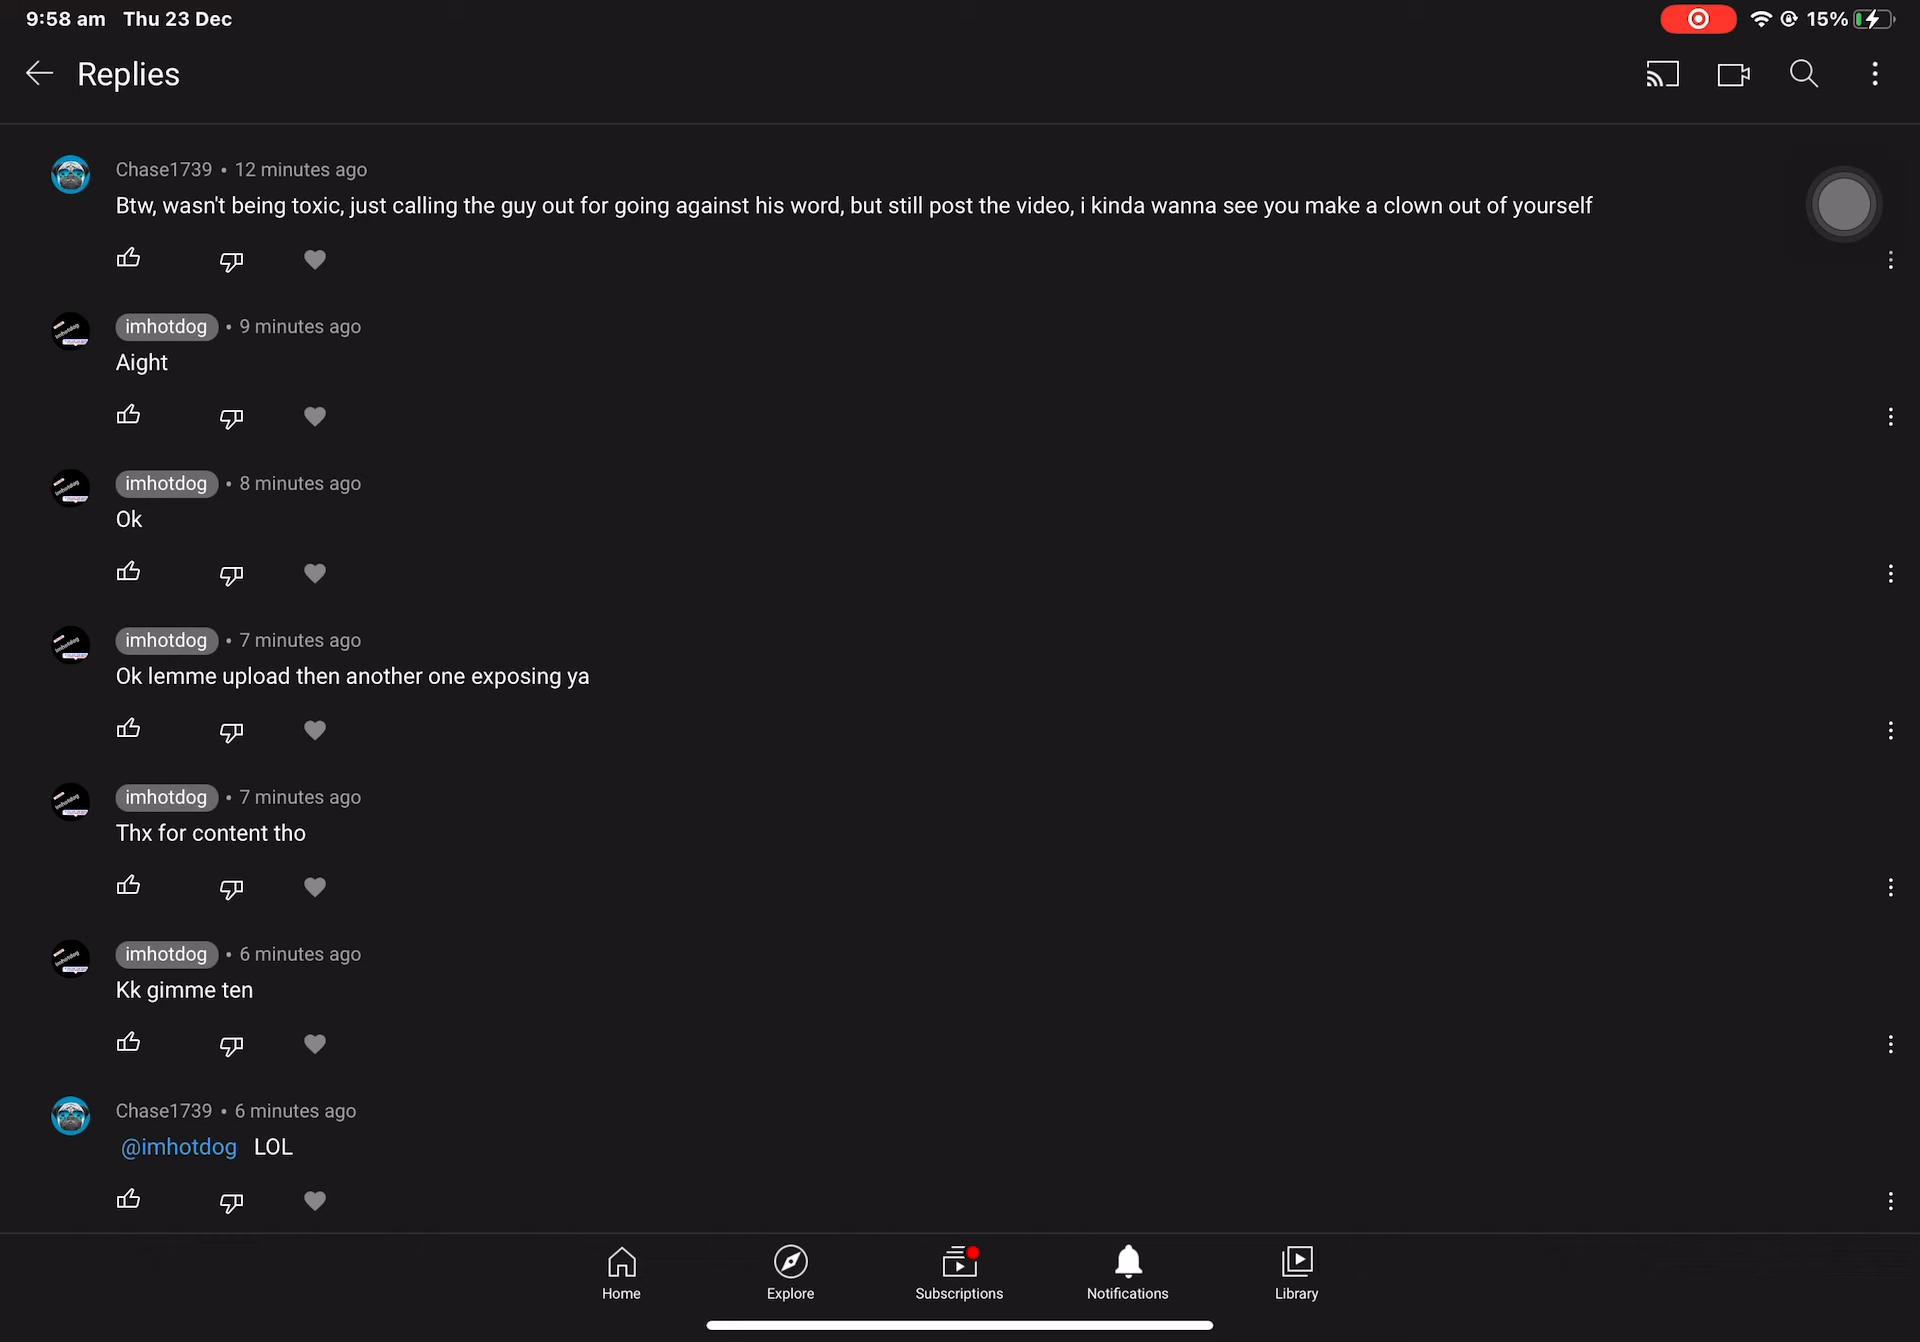 9:58 am Thu 23 Dec
15%
Replies
Chase1739 • 12 minutes ago
Btw, wasn't being toxic, just calling the guy out for going against his word, but still post the video, i kinda wanna see you make a clown out of yourself
imhotdog • 9 minutes ago
Aight
imhotdog • 8 minutes ago
Ok
imhotdog • 7 minutes ago
Ok lemme upload then another one exposing ya
imhotdog • 7 minutes ago
Thx for content tho
imhotdog • 6 minutes ago
Kk gimme ten
Chase1739 • 6 minutes ago
@imhotdog LOL
Home Explore Subscriptions Notifications Library